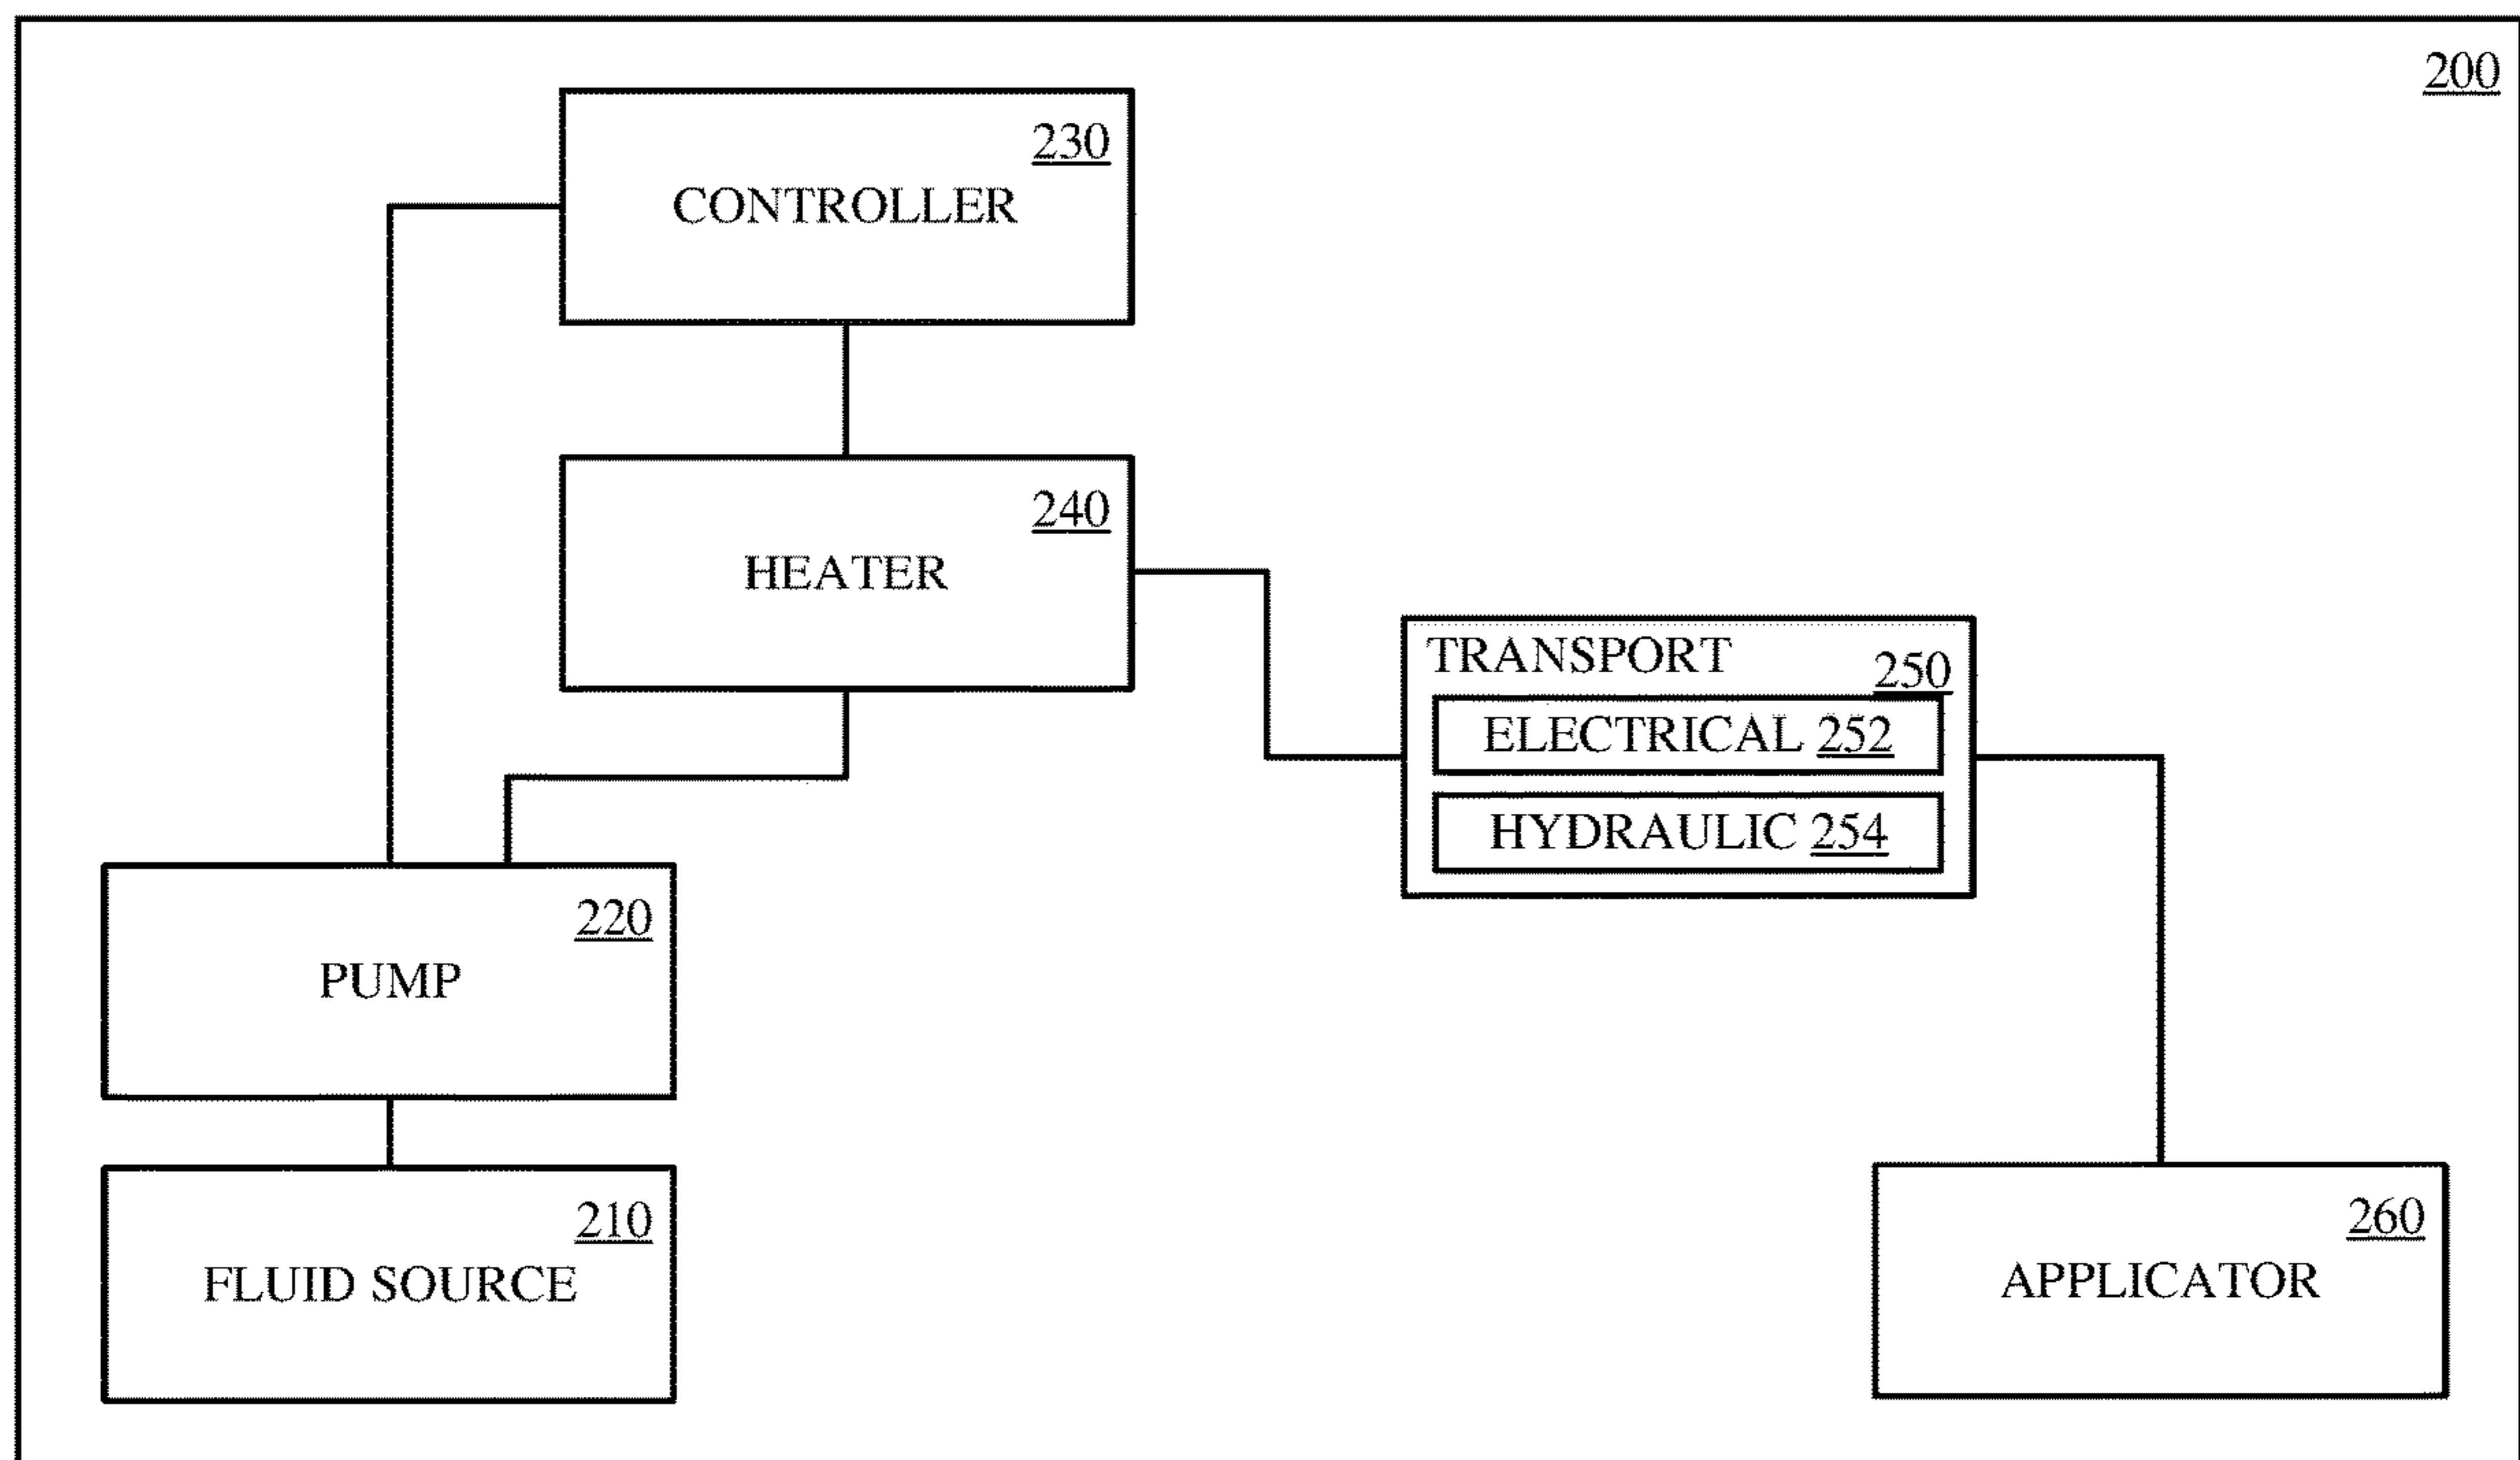 200
230
CONTROLLER
240
HEATER
TRANSPORT
250
ELECTRICAL 252
HYDRAULIC 254
220
PUMP
210
FLUID SOURCE
260
APPLICATOR